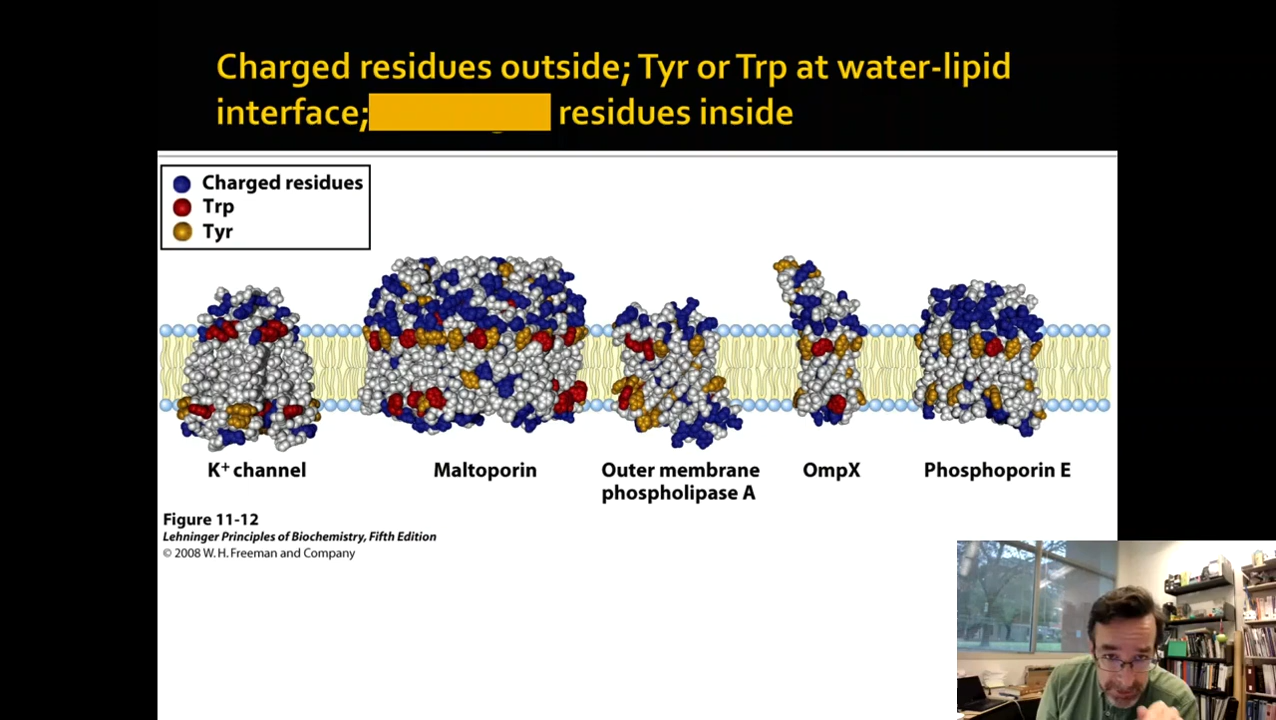 Charged residues outside; Tyr or Trp at water-lipid
interface; residues inside
Charged residues
Trp
Tyr
K+ channel
Maltoporin
Outer membrane
phospholipase A
OmpX
Phosphoporin E
Figure 11-12
Lehninger Principles of Biochemistry, Fifth Edition
© 2008 W. H. Freeman and Company